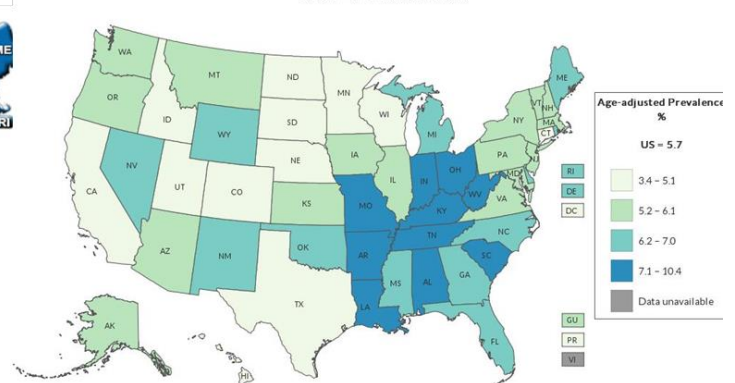 ME
RI
WA
MT
ND
MN
ME
OR
ID
SD
WI
MI
VT
NH
NY
MA
CT
WY
NE
IA
PA
NJ
NV
UT
CO
IL
IN
OH
MD
CA
KS
MO
WV
VA
KY
AZ
NM
OK
AR
TN
NC
SC
TX
LA
MS
AL
GA
FL
AK
HI
RI
DE
DC
GU
PR
VI
Age-adjusted Prevalence
%
US = 5.7
3.4 – 5.1
5.2 – 6.1
6.2 – 7.0
7.1 – 10.4
Data unavailable